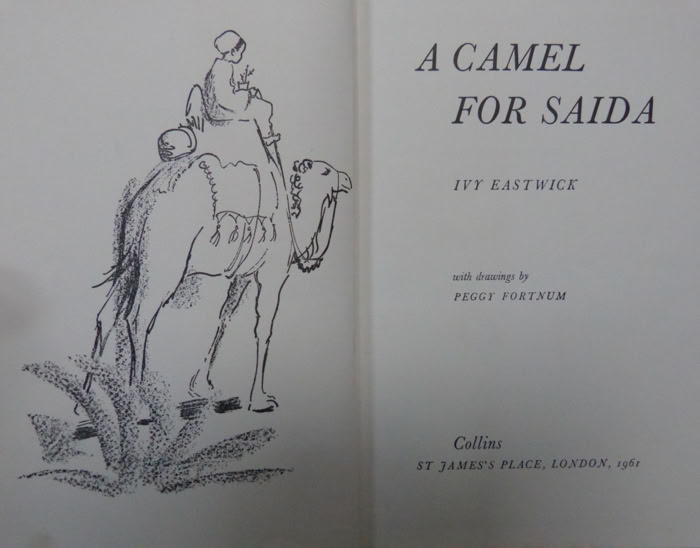 A CAMEL
FOR SAIDA
IVY EASTWICK
with drawings by
PEGGY FORTNUM
Collins
ST JAMES'S PLACE, LONDON, 1961